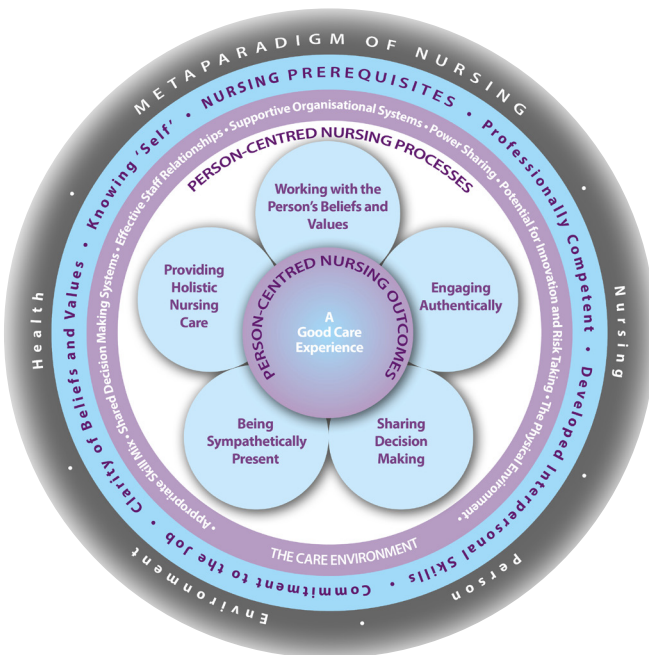 METAPARADIGM OF NURSING
Nursing
Person
Environment
Health
NURSING PREREQUISITES • Professionally Competent • Developed Interpersonal Skills • Commitment to the Job • Clarity of Beliefs and Values • Knowing 'Self' •
THE CARE ENVIRONMENT
• Appropriate Skill Mix • Shared Decision Making Systems • Effective Staff Relationships • Supportive Organisational Systems • Power Sharing • Potential for Innovation and Risk Taking • The Physical Environment •
PERSON-CENTRED NURSING PROCESSES
Working with the
Person's Beliefs and
Values
Engaging
Authentically
Sharing
Decision
Making
Being
Sympathetically
Present
Providing
Holistic
Nursing
Care
PERSON-CENTRED NURSING OUTCOMES
A
Good Care
Experience